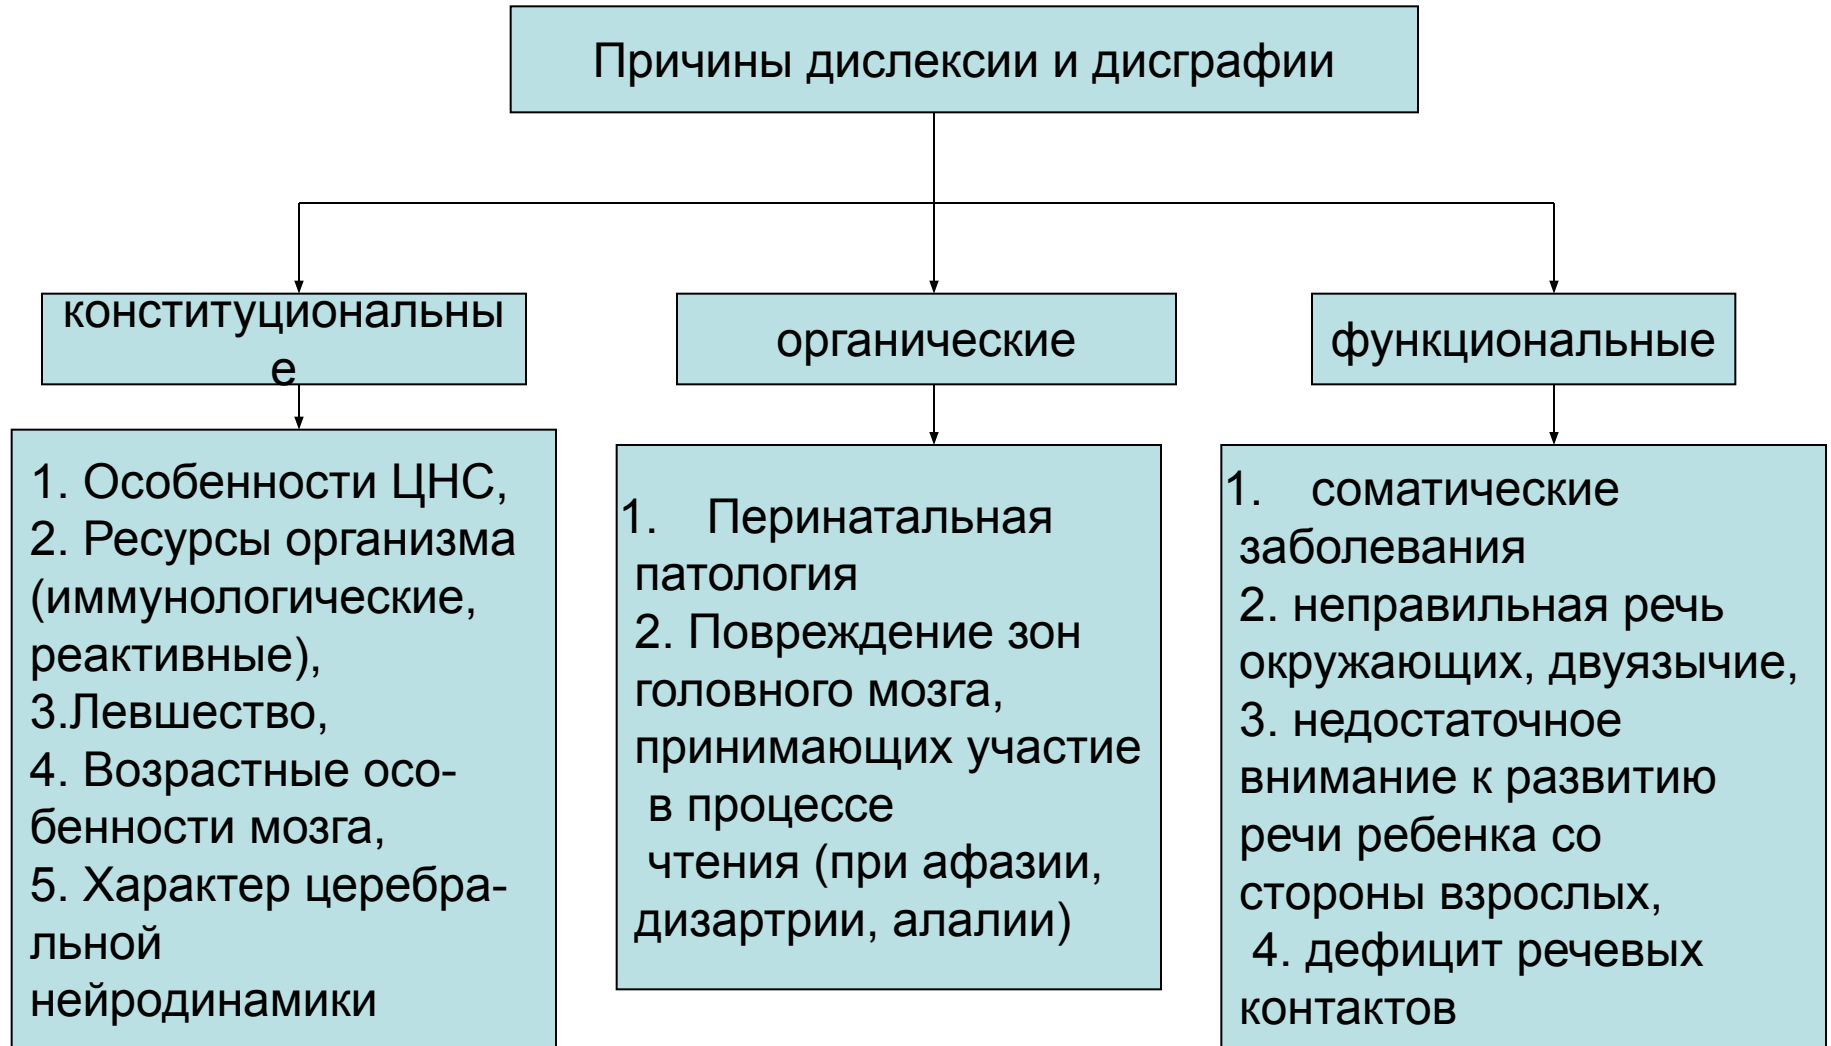 Причины дислексии и дисграфии
конституциональны
е
органические
функциональные
1. Особенности ЦНС,
2. Ресурсы организма
(иммунологические,
реактивные),
3.Левшество,
4. Возрастные осо-
бенности мозга,
5. Характер церебра-
льной
нейродинамики
1. Перинатальная
патология
2. Повреждение зон
головного мозга,
принимающих участие
в процессе
чтения (при афазии,
дизартрии, алалии)
1. соматические
заболевания
2. неправильная речь
окружающих, двуязычие,
3. недостаточное
внимание к развитию
речи ребенка со
стороны взрослых,
4. дефицит речевых
контактов